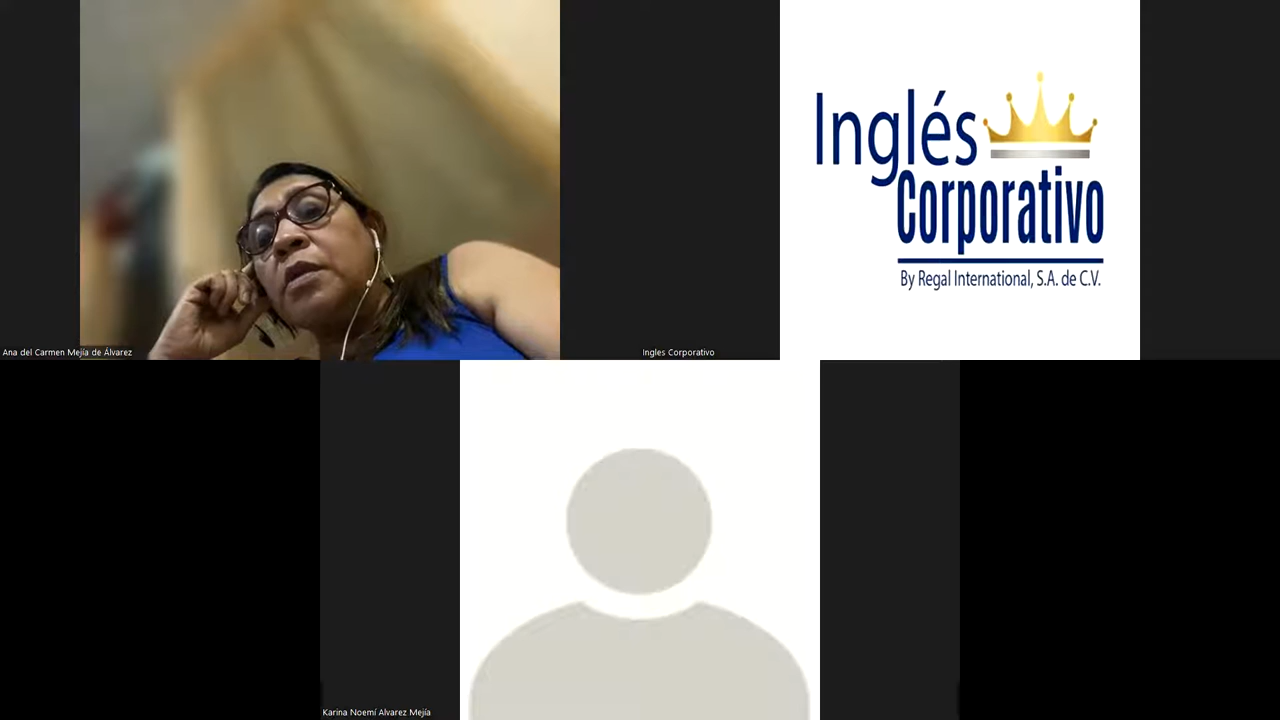 Inglés
Corporativo
By Regal International, S.A. de C.V.
Ana del Carmen Mejía de Álvarez
Ingles Corporativo
Karina Noemí Alvarez Mejía